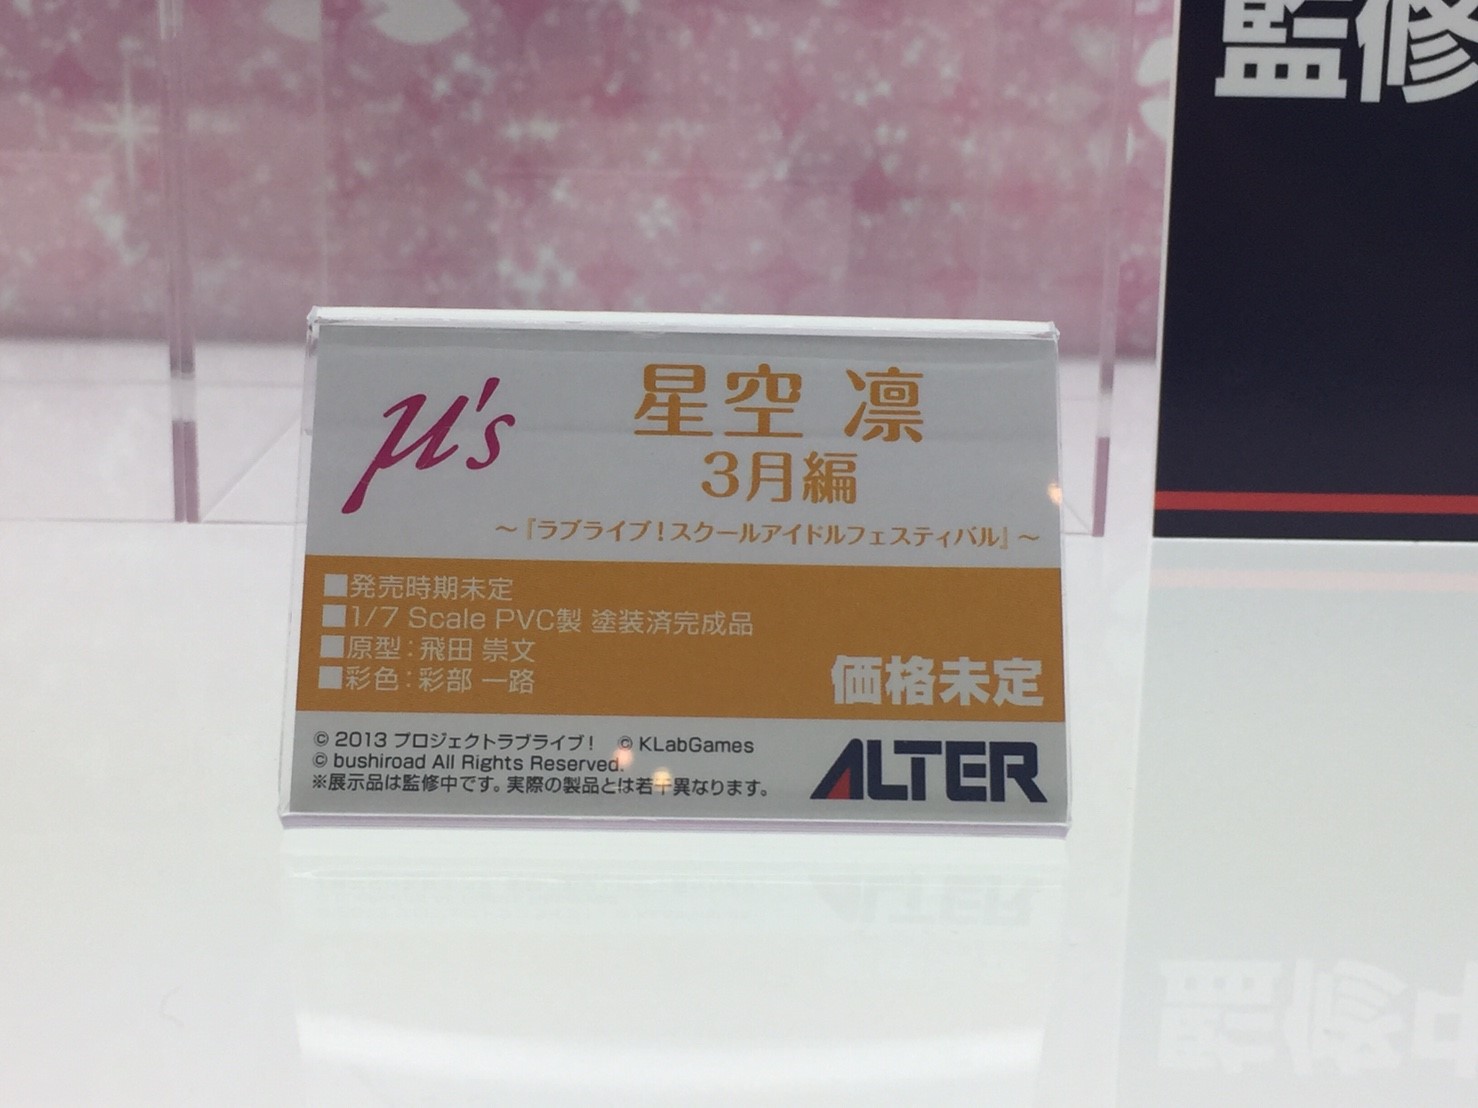 監修
μ's
星空 凛
3月編
～『ラブライブ!スクールアイドルフェスティバル』～
■発売時期未定
■1/7 Scale PVC製 塗装済完成品
■原型:飛田 崇文
■彩色:彩部 一路
価格未定
© 2013 プロジェクトラブライブ! © KLabGames
© bushiroad All Rights Reserved.
※展示品は監修中です。実際の製品とは若干異なります。
ALTER